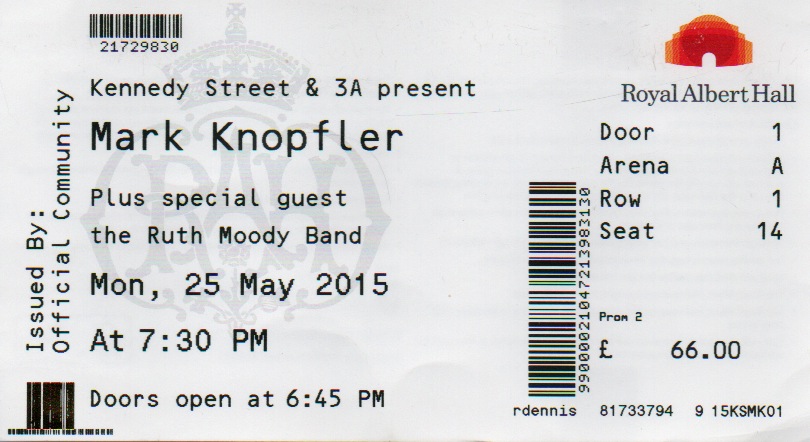 21729830
Kennedy Street & 3A present
Mark Knopfler
Plus special guest
the Ruth Moody Band
Mon, 25 May 2015
At 7:30 PM
Doors open at 6:45 PM
Issued By:
Official Community
Royal Albert Hall
Door 1
Arena A
Row 1
Seat 14
Prom 2
£ 66.00
9900002104721398313​0
rdennis 81733794 9 15KSMK01